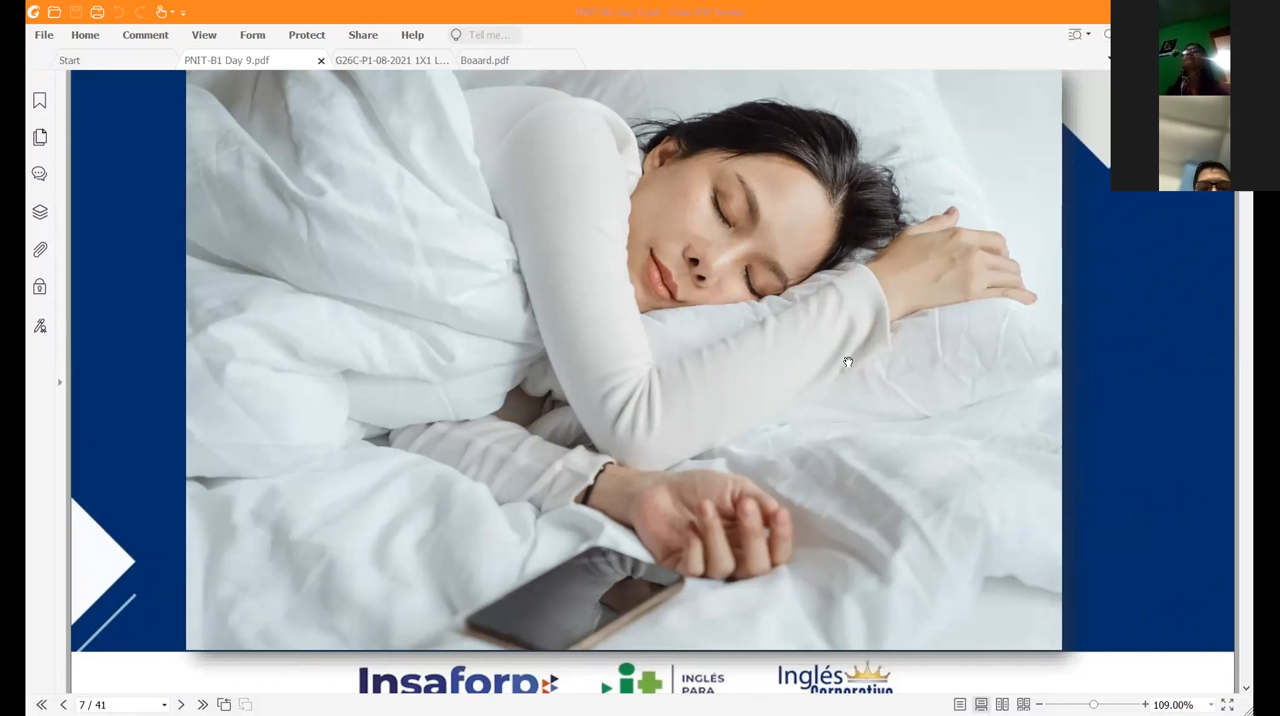 File Home Comment View Form Protect Share Help Tell me...
Start PNIT-B1 Day 9.pdf G26C-P1-08-2021 1X1 L... Boaard.pdf
Insaforp
INGLÉS
PARA
Inglés
Corporativo
7 / 41
109.00%